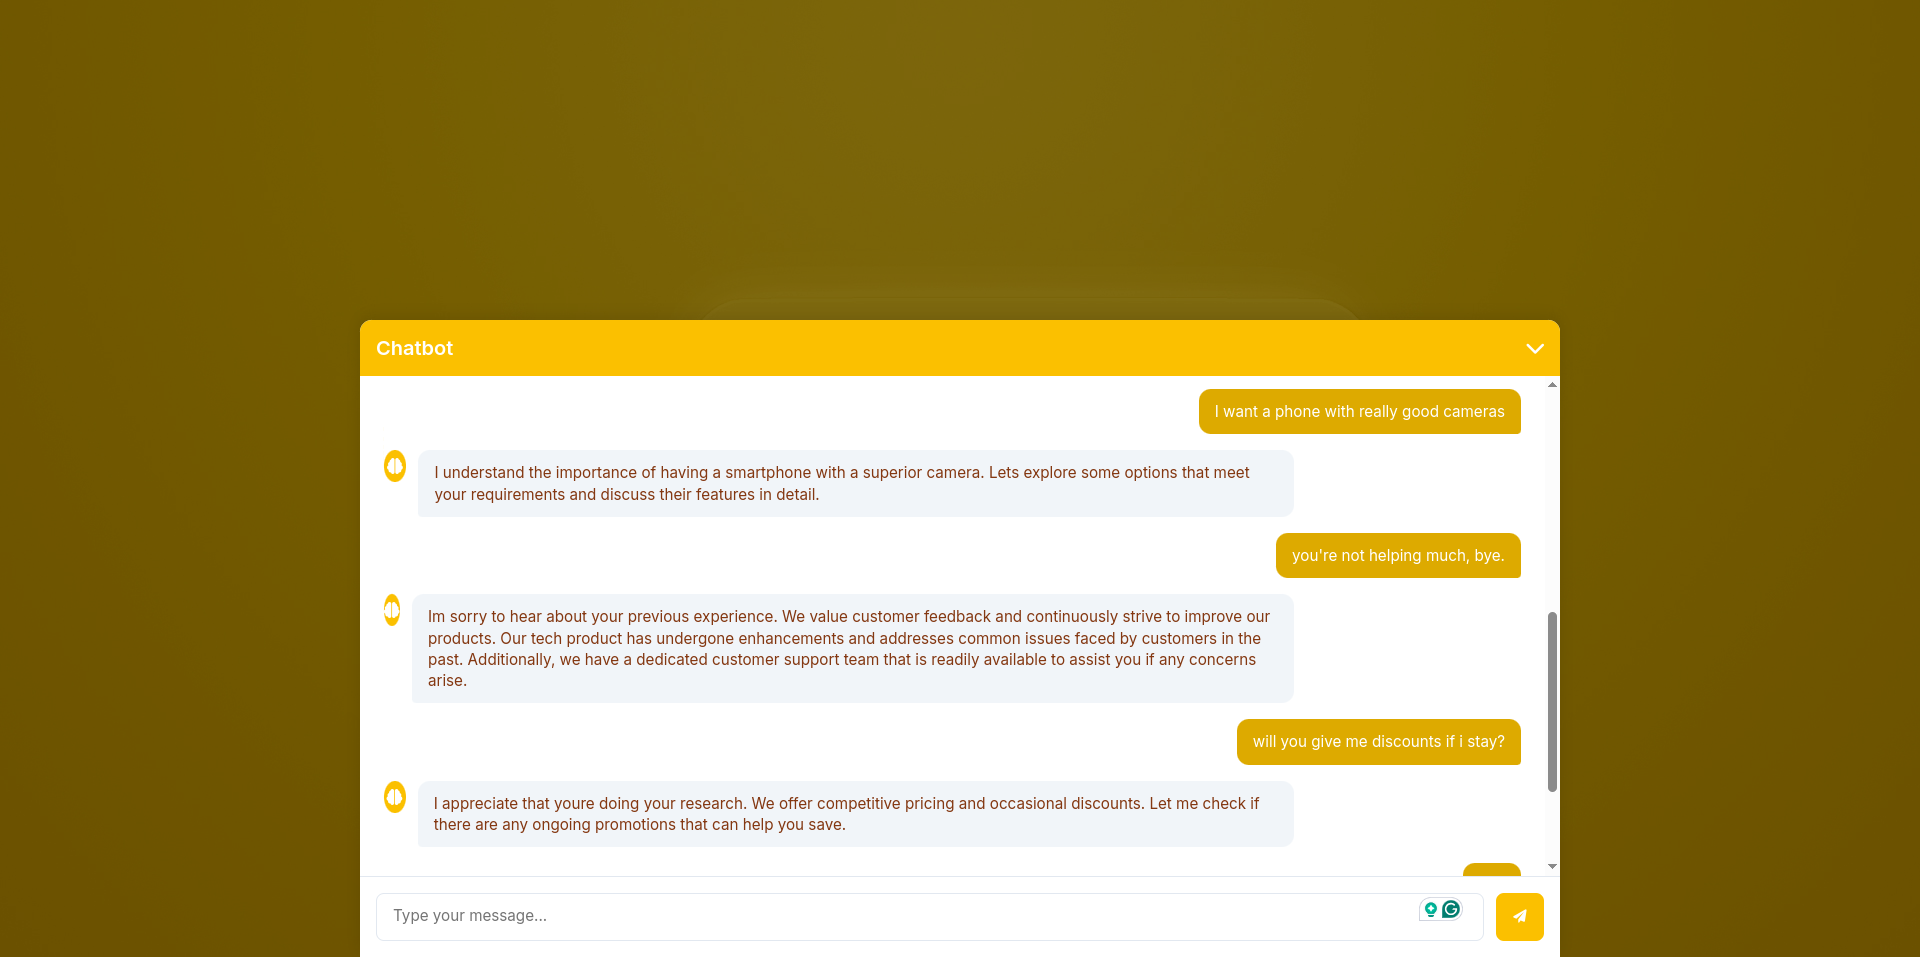 Chatbot
I want a phone with really good cameras
I understand the importance of having a smartphone with a superior camera. Lets explore some options that meet
your requirements and discuss their features in detail.
you're not helping much, bye.
Im sorry to hear about your previous experience. We value customer feedback and continuously strive to improve our
products. Our tech product has undergone enhancements and addresses common issues faced by customers in the
past. Additionally, we have a dedicated customer support team that is readily available to assist you if any concerns
arise.
will you give me discounts if i stay?
I appreciate that youre doing your research. We offer competitive pricing and occasional discounts. Let me check if
there are any ongoing promotions that can help you save.
Type your message...